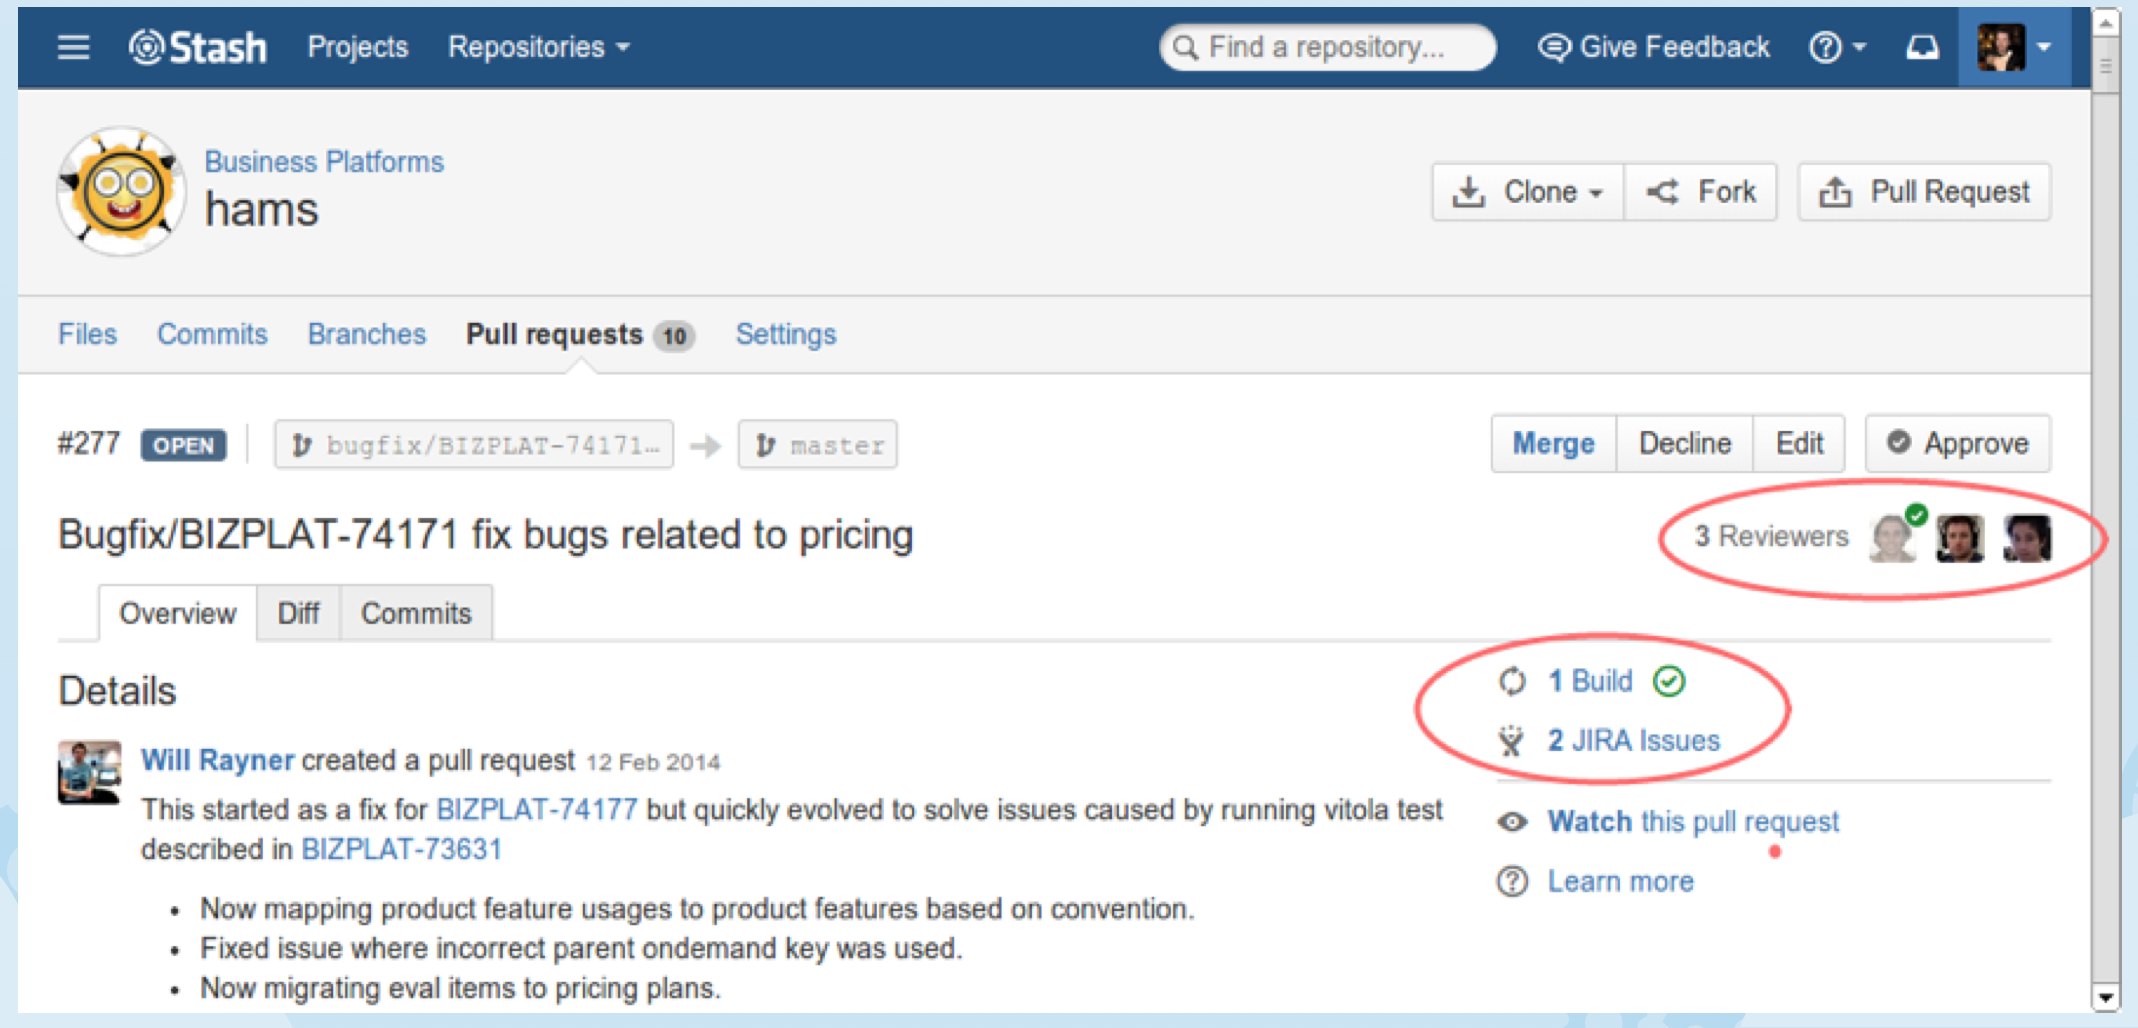 Stash Projects Repositories Find a repository... Give Feedback
Business Platforms
hams
Clone Fork Pull Request
Files Commits Branches Pull requests 10 Settings
#277 OPEN bugfix/BIZPLAT-74171… master Merge Decline Edit Approve
Bugfix/BIZPLAT-74171 fix bugs related to pricing
3 Reviewers
Overview Diff Commits
Details
1 Build
2 JIRA Issues
Will Rayner created a pull request 12 Feb 2014
This started as a fix for BIZPLAT-74177 but quickly evolved to solve issues caused by running vitola test
described in BIZPLAT-73631
Watch this pull request
Learn more
• Now mapping product feature usages to product features based on convention.
• Fixed issue where incorrect parent ondemand key was used.
• Now migrating eval items to pricing plans.